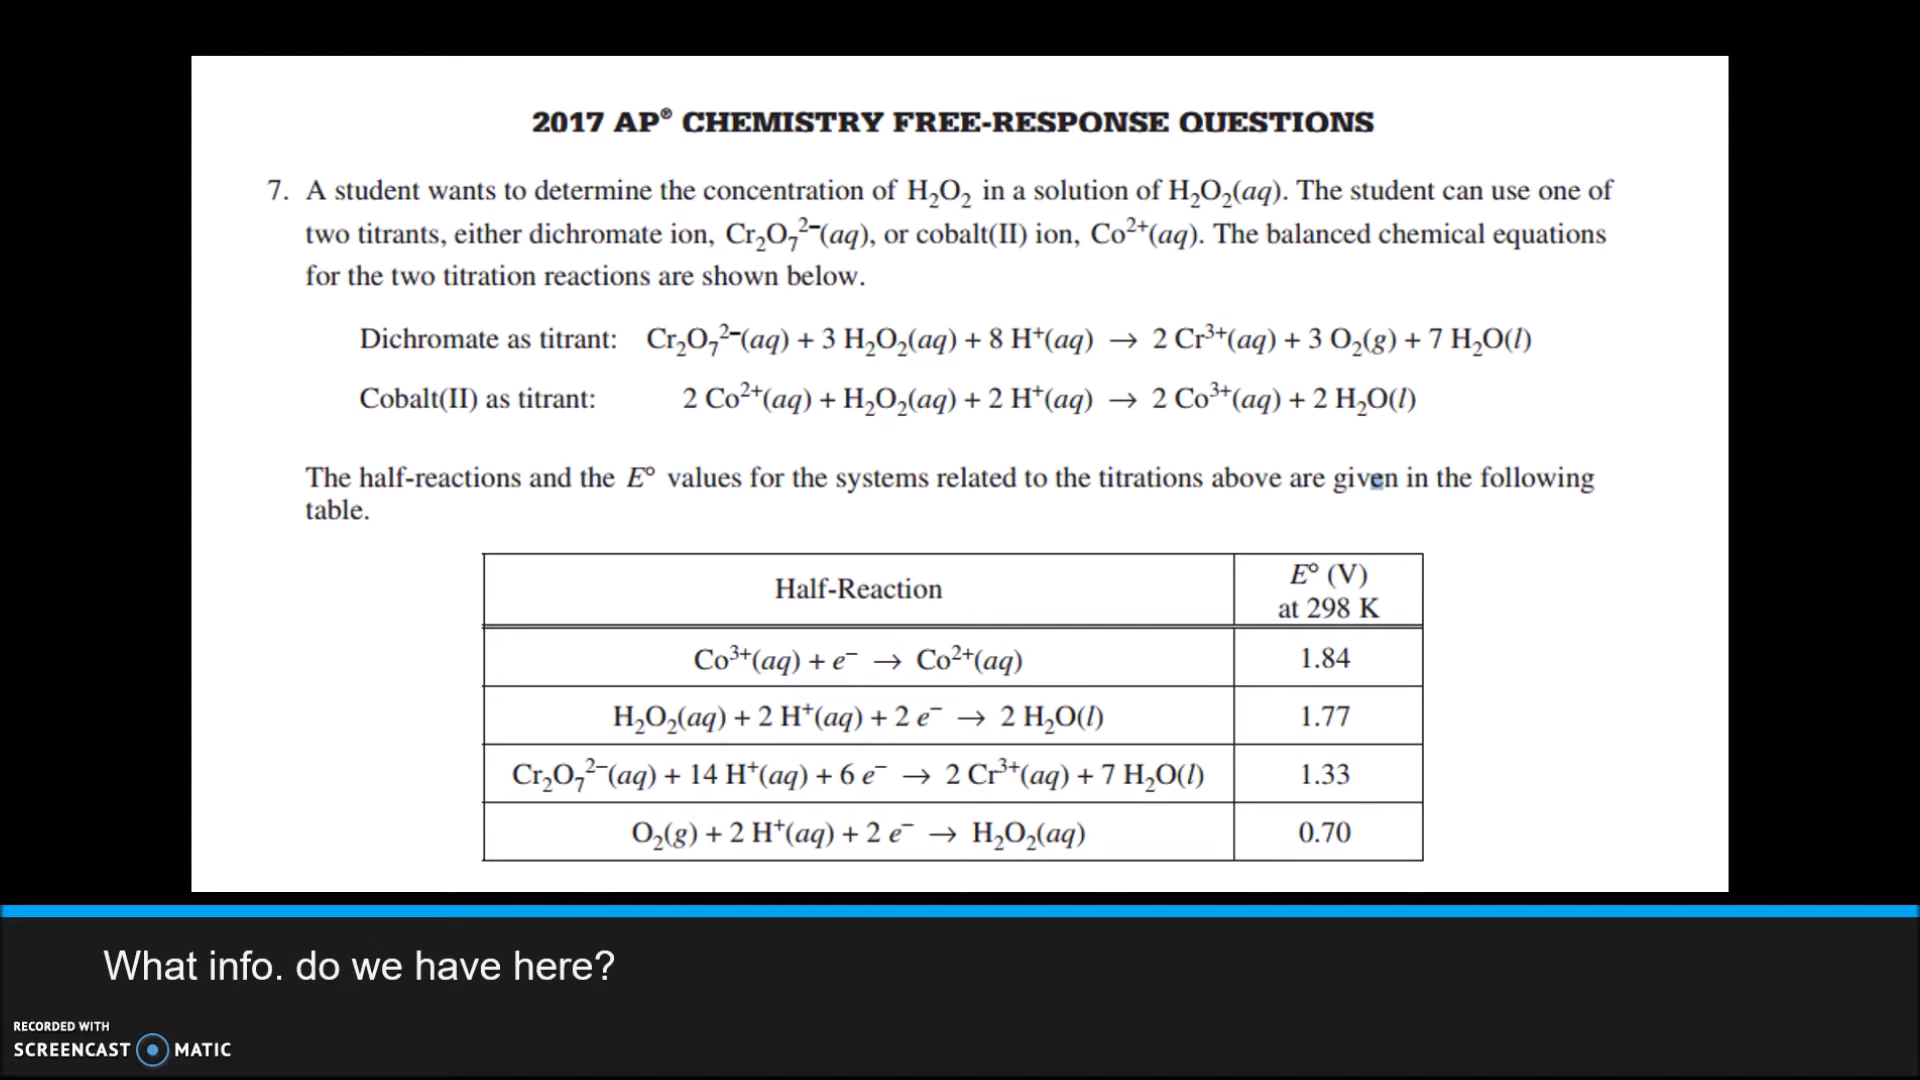 2017 AP® CHEMISTRY FREE-RESPONSE QUESTIONS
7. A student wants to determine the concentration of H₂O₂ in a solution of H₂O₂(aq). The student can use one of
two titrants, either dichromate ion, Cr₂O₇²⁻(aq), or cobalt(II) ion, Co²⁺(aq). The balanced chemical equations
for the two titration reactions are shown below.
Dichromate as titrant: Cr₂O₇²⁻(aq) + 3 H₂O₂(aq) + 8 H⁺(aq) → 2 Cr³⁺(aq) + 3 O₂(g) + 7 H₂O(l)
Cobalt(II) as titrant: 2 Co²⁺(aq) + H₂O₂(aq) + 2 H⁺(aq) → 2 Co³⁺(aq) + 2 H₂O(l)
The half-reactions and the E° values for the systems related to the titrations above are given in the following
table.
Half-Reaction E° (V)
at 298 K
Co³⁺(aq) + e⁻ → Co²⁺(aq) 1.84
H₂O₂(aq) + 2 H⁺(aq) + 2 e⁻ → 2 H₂O(l) 1.77
Cr₂O₇²⁻(aq) + 14 H⁺(aq) + 6 e⁻ → 2 Cr³⁺(aq) + 7 H₂O(l) 1.33
O₂(g) + 2 H⁺(aq) + 2 e⁻ → H₂O₂(aq) 0.70
What info. do we have here?
RECORDED WITH
SCREENCAST MATIC